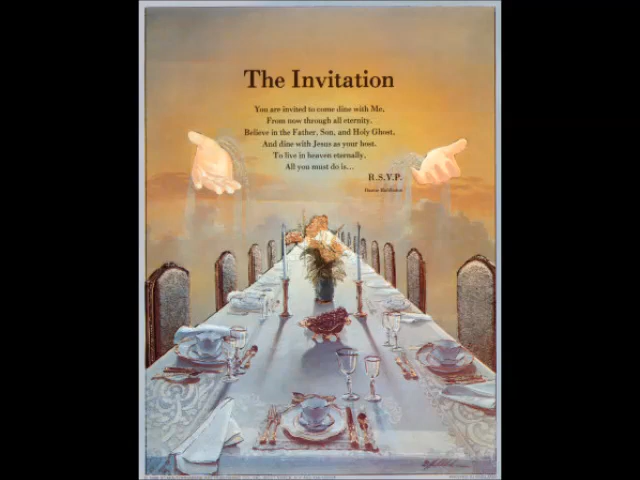 The Invitation
You are invited to come dine with Me,
From now through all eternity.
Believe in the Father, Son, and Holy Ghost,
And dine with Jesus as your host.
To live in heaven eternally,
All you must do is...
R.S.V.P.